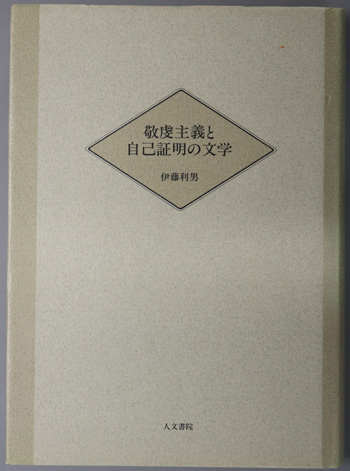 敬虔主義と
自己証明の文学
伊藤利男
人文書院